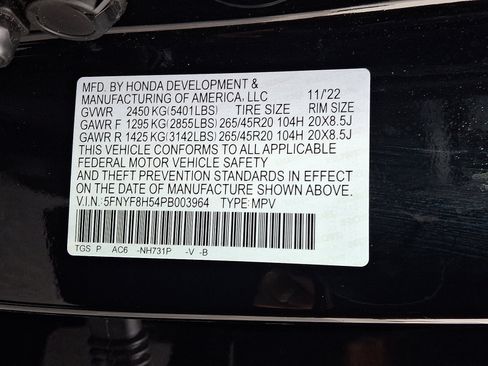 MFD. BY HONDA DEVELOPMENT &
MANUFACTURING OF AMERICA, LLC 11/'22
GVWR 2450 KG(5401LBS) TIRE SIZE RIM SIZE
GAWR F 1295 KG(2855LBS) 265/45R20 104H 20X8.5J
GAWR R 1425 KG(3142LBS) 265/45R20 104H 20X8.5J
THIS VEHICLE CONFORMS TO ALL APPLICABLE
FEDERAL MOTOR VEHICLE SAFETY
AND THEFT PREVENTION STANDARDS IN EFFECT
ON THE DATE OF MANUFACTURE SHOWN ABOVE.
V.I.N.: 5FNYF8H54PB003964 TYPE: MPV
TGS P AC6 -NH731P -V -B